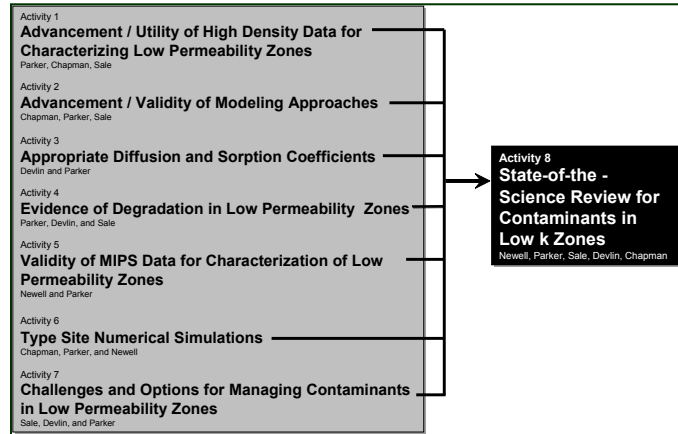 Activity 1
Advancement / Utility of High Density Data for
Characterizing Low Permeability Zones
Parker, Chapman, Sale
Activity 2
Advancement / Validity of Modeling Approaches
Chapman, Parker, Sale
Activity 3
Appropriate Diffusion and Sorption Coefficients
Devlin and Parker
Activity 4
Evidence of Degradation in Low Permeability Zones
Parker, Devlin, and Sale
Activity 5
Validity of MIPS Data for Characterization of Low
Permeability Zones
Newell and Parker
Activity 6
Type Site Numerical Simulations
Chapman, Parker, and Newell
Activity 7
Challenges and Options for Managing Contaminants
in Low Permeability Zones
Sale, Devlin, and Parker
Activity 8
State-of-the -
Science Review for
Contaminants in
Low k Zones
Newell, Parker, Sale, Devlin, Chapman